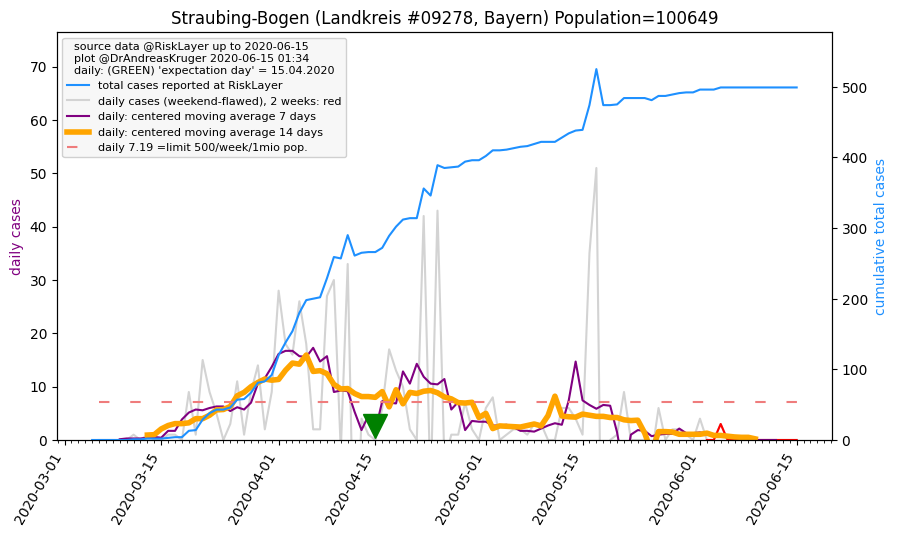 Straubing-Bogen (Landkreis #09278, Bayern) Population=100649
source data @RiskLayer up to 2020-06-15
plot @DrAndreasKruger 2020-06-15 01:34
daily: (GREEN) 'expectation day' = 15.04.2020
total cases reported at RiskLayer
daily cases (weekend-flawed), 2 weeks: red
daily: centered moving average 7 days
daily: centered moving average 14 days
daily 7.19 =limit 500/week/1mio pop.
daily cases
70
60
50
40
30
20
10
0
cumulative total cases
500
400
300
200
100
0
2020-03-01
2020-03-15
2020-04-01
2020-04-15
2020-05-01
2020-05-15
2020-06-01
2020-06-15